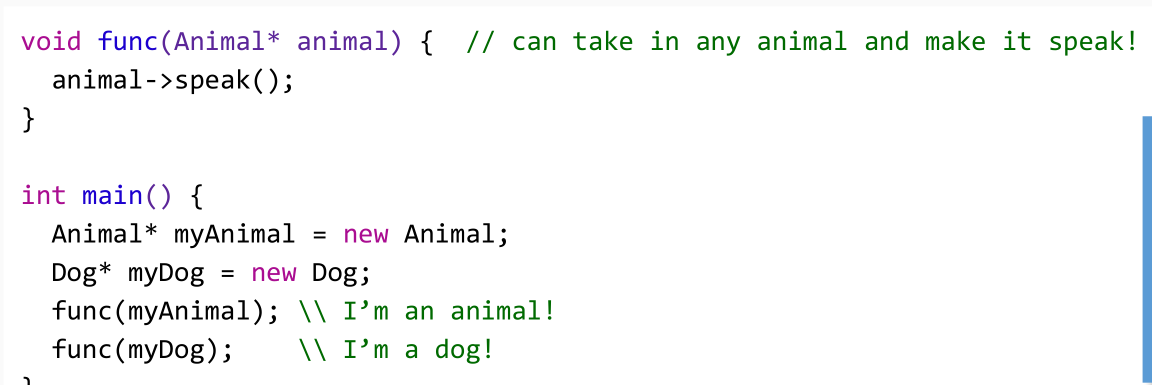 void func(Animal* animal) {  // can take in any animal and make it speak!
  animal->speak();
}

int main() {
  Animal* myAnimal = new Animal;
  Dog* myDog = new Dog;
  func(myAnimal); \\ I’m an animal!
  func(myDog);    \\ I’m a dog!
}